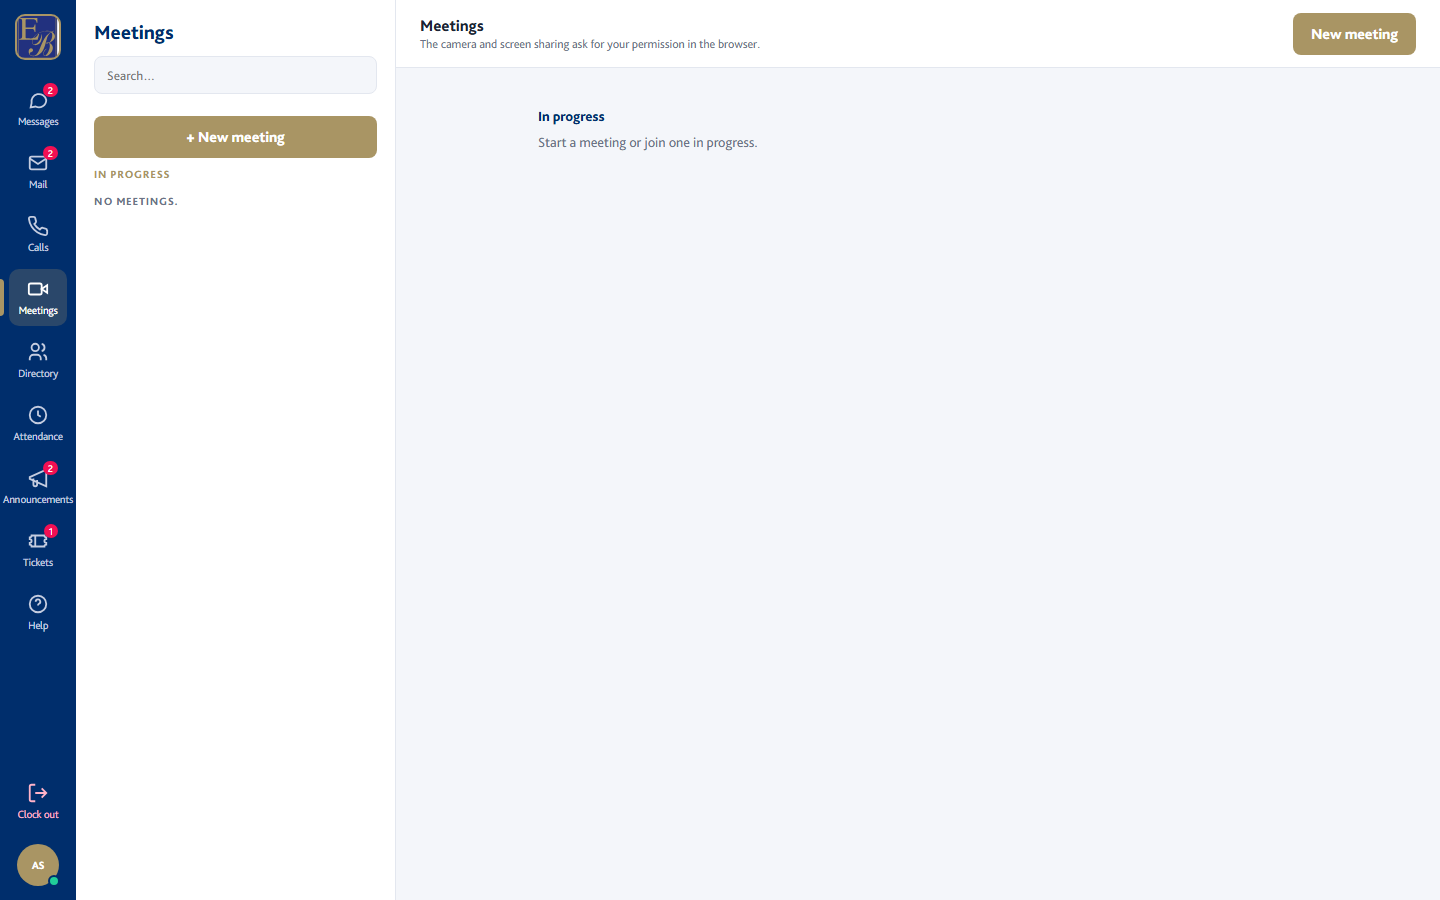 EB
2
Messages
2
Mail
Calls
Meetings
Directory
Attendance
2
Announcements
1
Tickets
Help
Clock out
AS
Meetings
Search...
+ New meeting
IN PROGRESS
NO MEETINGS.
Meetings
The camera and screen sharing ask for your permission in the browser.
New meeting
In progress
Start a meeting or join one in progress.